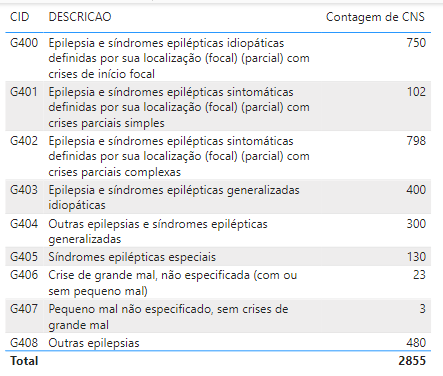 CID DESCRICAO Contagem de CNS
G400 Epilepsia e síndromes epilépticas idiopáticas 750
definidas por sua localização (focal) (parcial) com
crises de início focal
G401 Epilepsia e síndromes epilépticas sintomáticas 102
definidas por sua localização (focal) (parcial) com
crises parciais simples
G402 Epilepsia e síndromes epilépticas sintomáticas 798
definidas por sua localização (focal) (parcial) com
crises parciais complexas
G403 Epilepsia e síndromes epilépticas generalizadas 400
idiopáticas
G404 Outras epilepsias e síndromes epilépticas 300
generalizadas
G405 Síndromes epilépticas especiais 130
G406 Crise de grande mal, não especificada (com ou 23
sem pequeno mal)
G407 Pequeno mal não especificado, sem crises de 3
grande mal
G408 Outras epilepsias 480
Total 2855